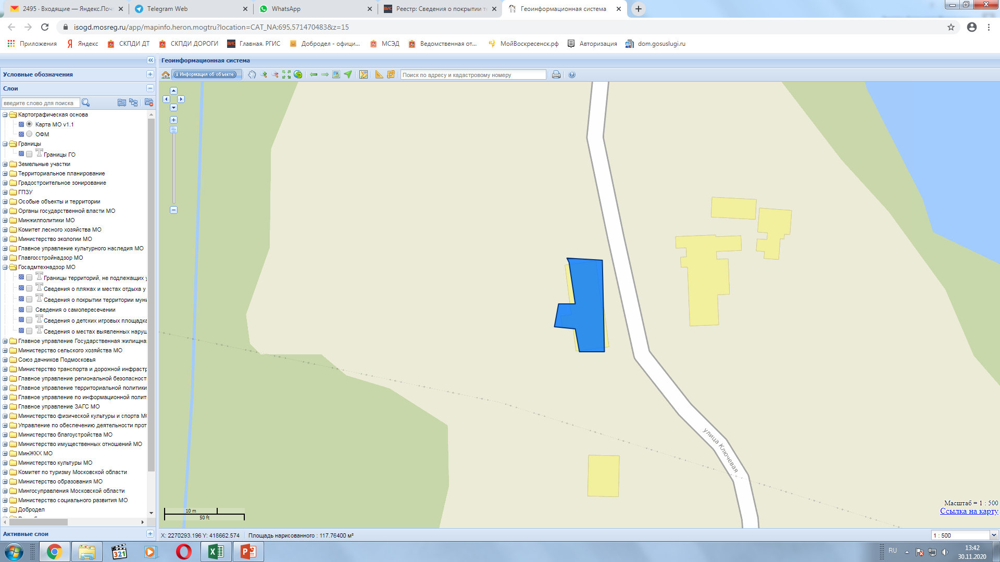 2495 · Входящие — Яндекс.Поч
Telegram Web
WhatsApp
Реестр: Сведения о покрытии т
Геоинформационная система
isogd.mosreg.ru/app/mapinfo.heron.mogtru?location=CAT_NA:695,571470483&z=15
Приложения
Яндекс
СКПДИ ДТ
СКПДИ ДОРОГИ
Главная. РГИС
Добродел - офици...
МСЭД
Ведомственная от...
МойВоскресенск.рф
Авторизация
dom.gosuslugi.ru
Геоинформационная система
Условные обозначения
Информация об объекте
Поиск по адресу и кадастровому номеру
Слои
введите слово для поиска
Картографическая основа
Карта МО v1.1
ОФМ
Границы
Границы ГО
Земельные участки
Территориальное планирование
Градостроительное зонирование
ГПЗУ
Особые объекты и территории
Органы государственной власти МО
Минжилполитики МО
Комитет лесного хозяйства МО
Министерство экологии МО
Главное управление культурного наследия МО
Главгосстройнадзор МО
Госадмтехнадзор МО
Границы территорий, не подлежащих у
Сведения о пляжах и местах отдыха у
Сведения о покрытии территории муни
Сведения о самопересечении
Сведения о детских игровых площадка
Сведения о местах выявленных наруш
Главное управление Государственная жилищна
Министерство сельского хозяйства МО
Союз дачников Подмосковья
Министерство транспорта и дорожной инфрастр
Главное управление региональной безопасност
Главное управление территориальной политики
Главное управление по информационной полит
Главное управление ЗАГС МО
Министерство физической культуры и спорта МО
Управление по обеспечению деятельности прот
Министерство благоустройства МО
Министерство имущественных отношений МО
МинЖКХ МО
Министерство культуры МО
Комитет по туризму Московской области
Министерство образования МО
Мингосуправления Московской области
Министерство социального развития МО
Добродел
Активные слои
улица Ключевая
10 m
50 ft
Масштаб = 1 : 500
Ссылка на карту
X: 2270293.196 Y: 418662.574
Площадь нарисованного : 117.76400 м²
1 : 500
321
RU
13:42
30.11.2020